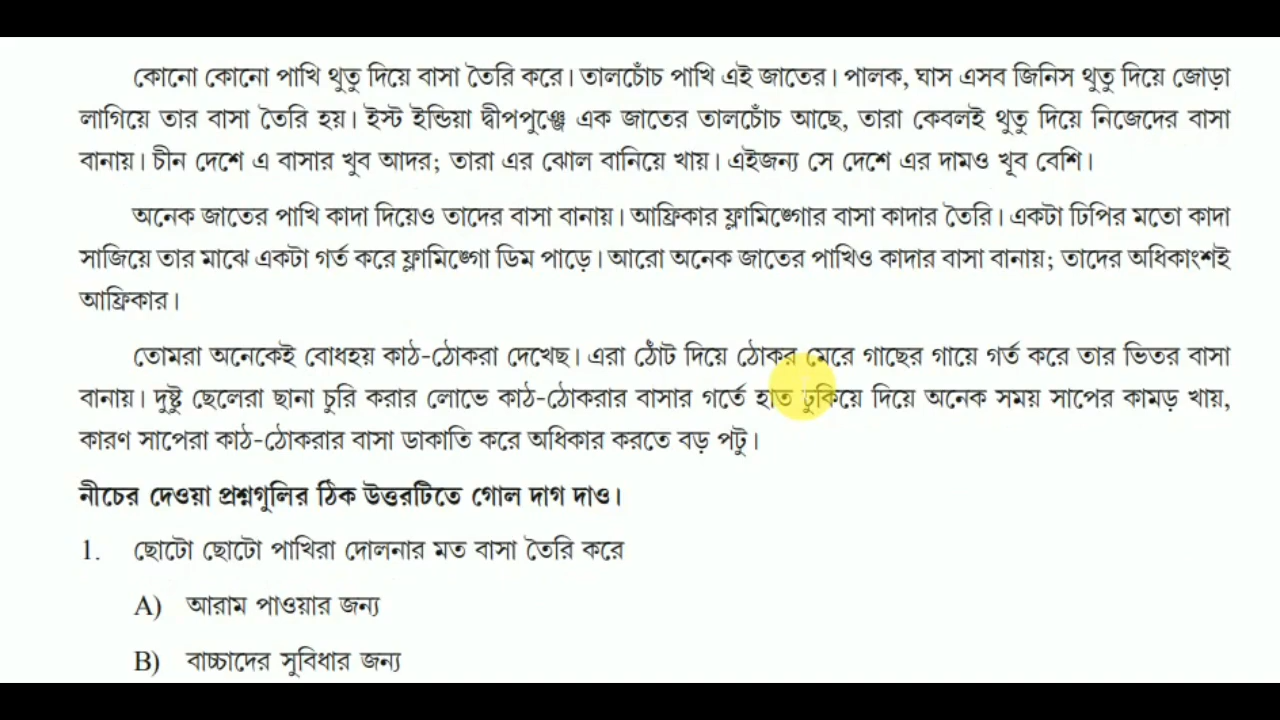 কোনো কোনো পাখি থুতু দিয়ে বাসা তৈরি করে। তালচোঁচ পাখি এই জাতের। পালক, ঘাস এসব জিনিস থুতু দিয়ে জোড়া
লাগিয়ে তার বাসা তৈরি হয়। ইস্ট ইন্ডিয়া দ্বীপপুঞ্জে এক জাতের তালচোঁচ আছে, তারা কেবলই থুতু দিয়ে নিজেদের বাসা
বানায়। চীন দেশে এ বাসার খুব আদর; তারা এর ঝোল বানিয়ে খায়। এইজন্য সে দেশে এর দামও খূব বেশি।
অনেক জাতের পাখি কাদা দিয়েও তাদের বাসা বানায়। আফ্রিকার ফ্লামিঙ্গোর বাসা কাদার তৈরি। একটা ঢিপির মতো কাদা
সাজিয়ে তার মাঝে একটা গর্ত করে ফ্লামিঙ্গো ডিম পাড়ে। আরো অনেক জাতের পাখিও কাদার বাসা বানায়; তাদের অধিকাংশই
আফ্রিকার।
তোমরা অনেকেই বোধহয় কাঠ-ঠোকরা দেখেছ। এরা ঠোঁট দিয়ে ঠোকর মেরে গাছের গায়ে গর্ত করে তার ভিতর বাসা
বানায়। দুষ্টু ছেলেরা ছানা চুরি করার লোভে কাঠ-ঠোকরার বাসার গর্তে হাত ঢুকিয়ে দিয়ে অনেক সময় সাপের কামড় খায়,
কারণ সাপেরা কাঠ-ঠোকরার বাসা ডাকাতি করে অধিকার করতে বড় পটু।
নীচের দেওয়া প্রশ্নগুলির ঠিক উত্তরটিতে গোল দাগ দাও।
1. ছোটো ছোটো পাখিরা দোলনার মত বাসা তৈরি করে
A) আরাম পাওয়ার জন্য
B) বাচ্চাদের সুবিধার জন্য